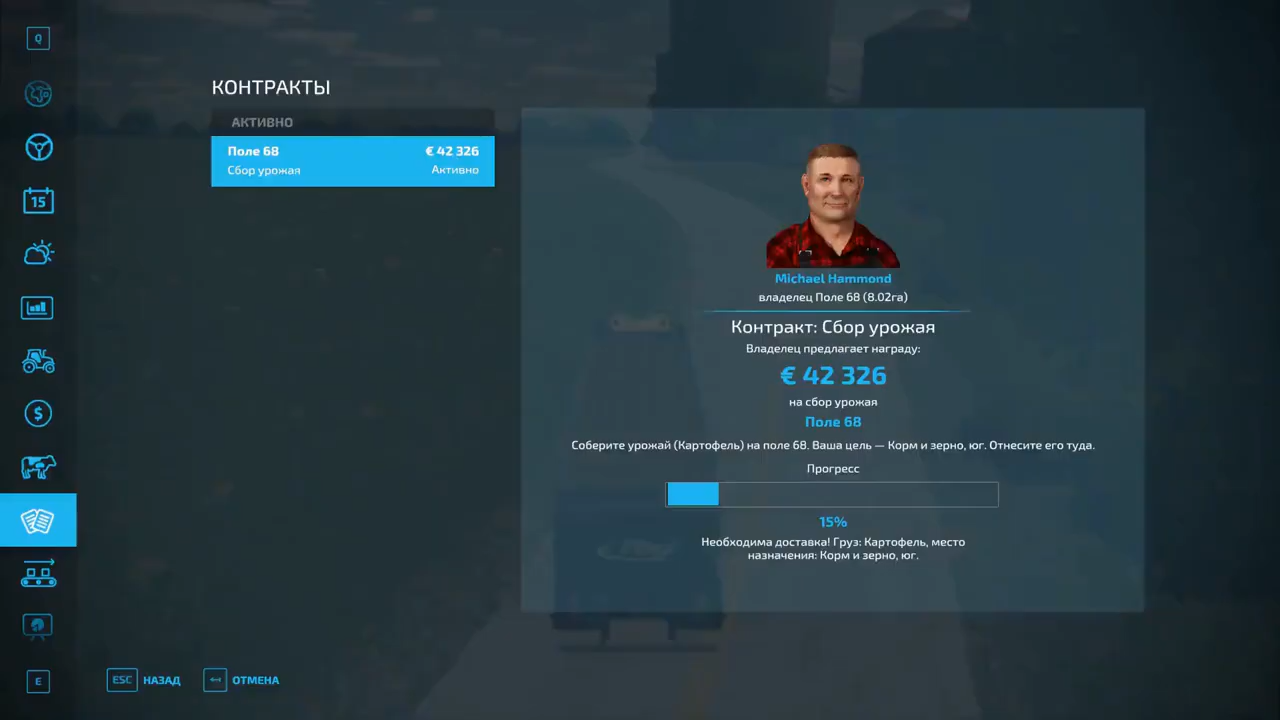 Q
КОНТРАКТЫ
АКТИВНО
Поле 68 € 42 326
Сбор урожая Активно
15
Michael Hammond
владелец Поле 68 (8.02га)
Контракт: Сбор урожая
Владелец предлагает награду:
€ 42 326
на сбор урожая
Поле 68
Соберите урожай (Картофель) на поле 68. Ваша цель — Корм и зерно, юг. Отнесите его туда.
Прогресс
15%
Необходима доставка! Груз: Картофель, место
назначения: Корм и зерно, юг.
E
ESC НАЗАД ОТМЕНА